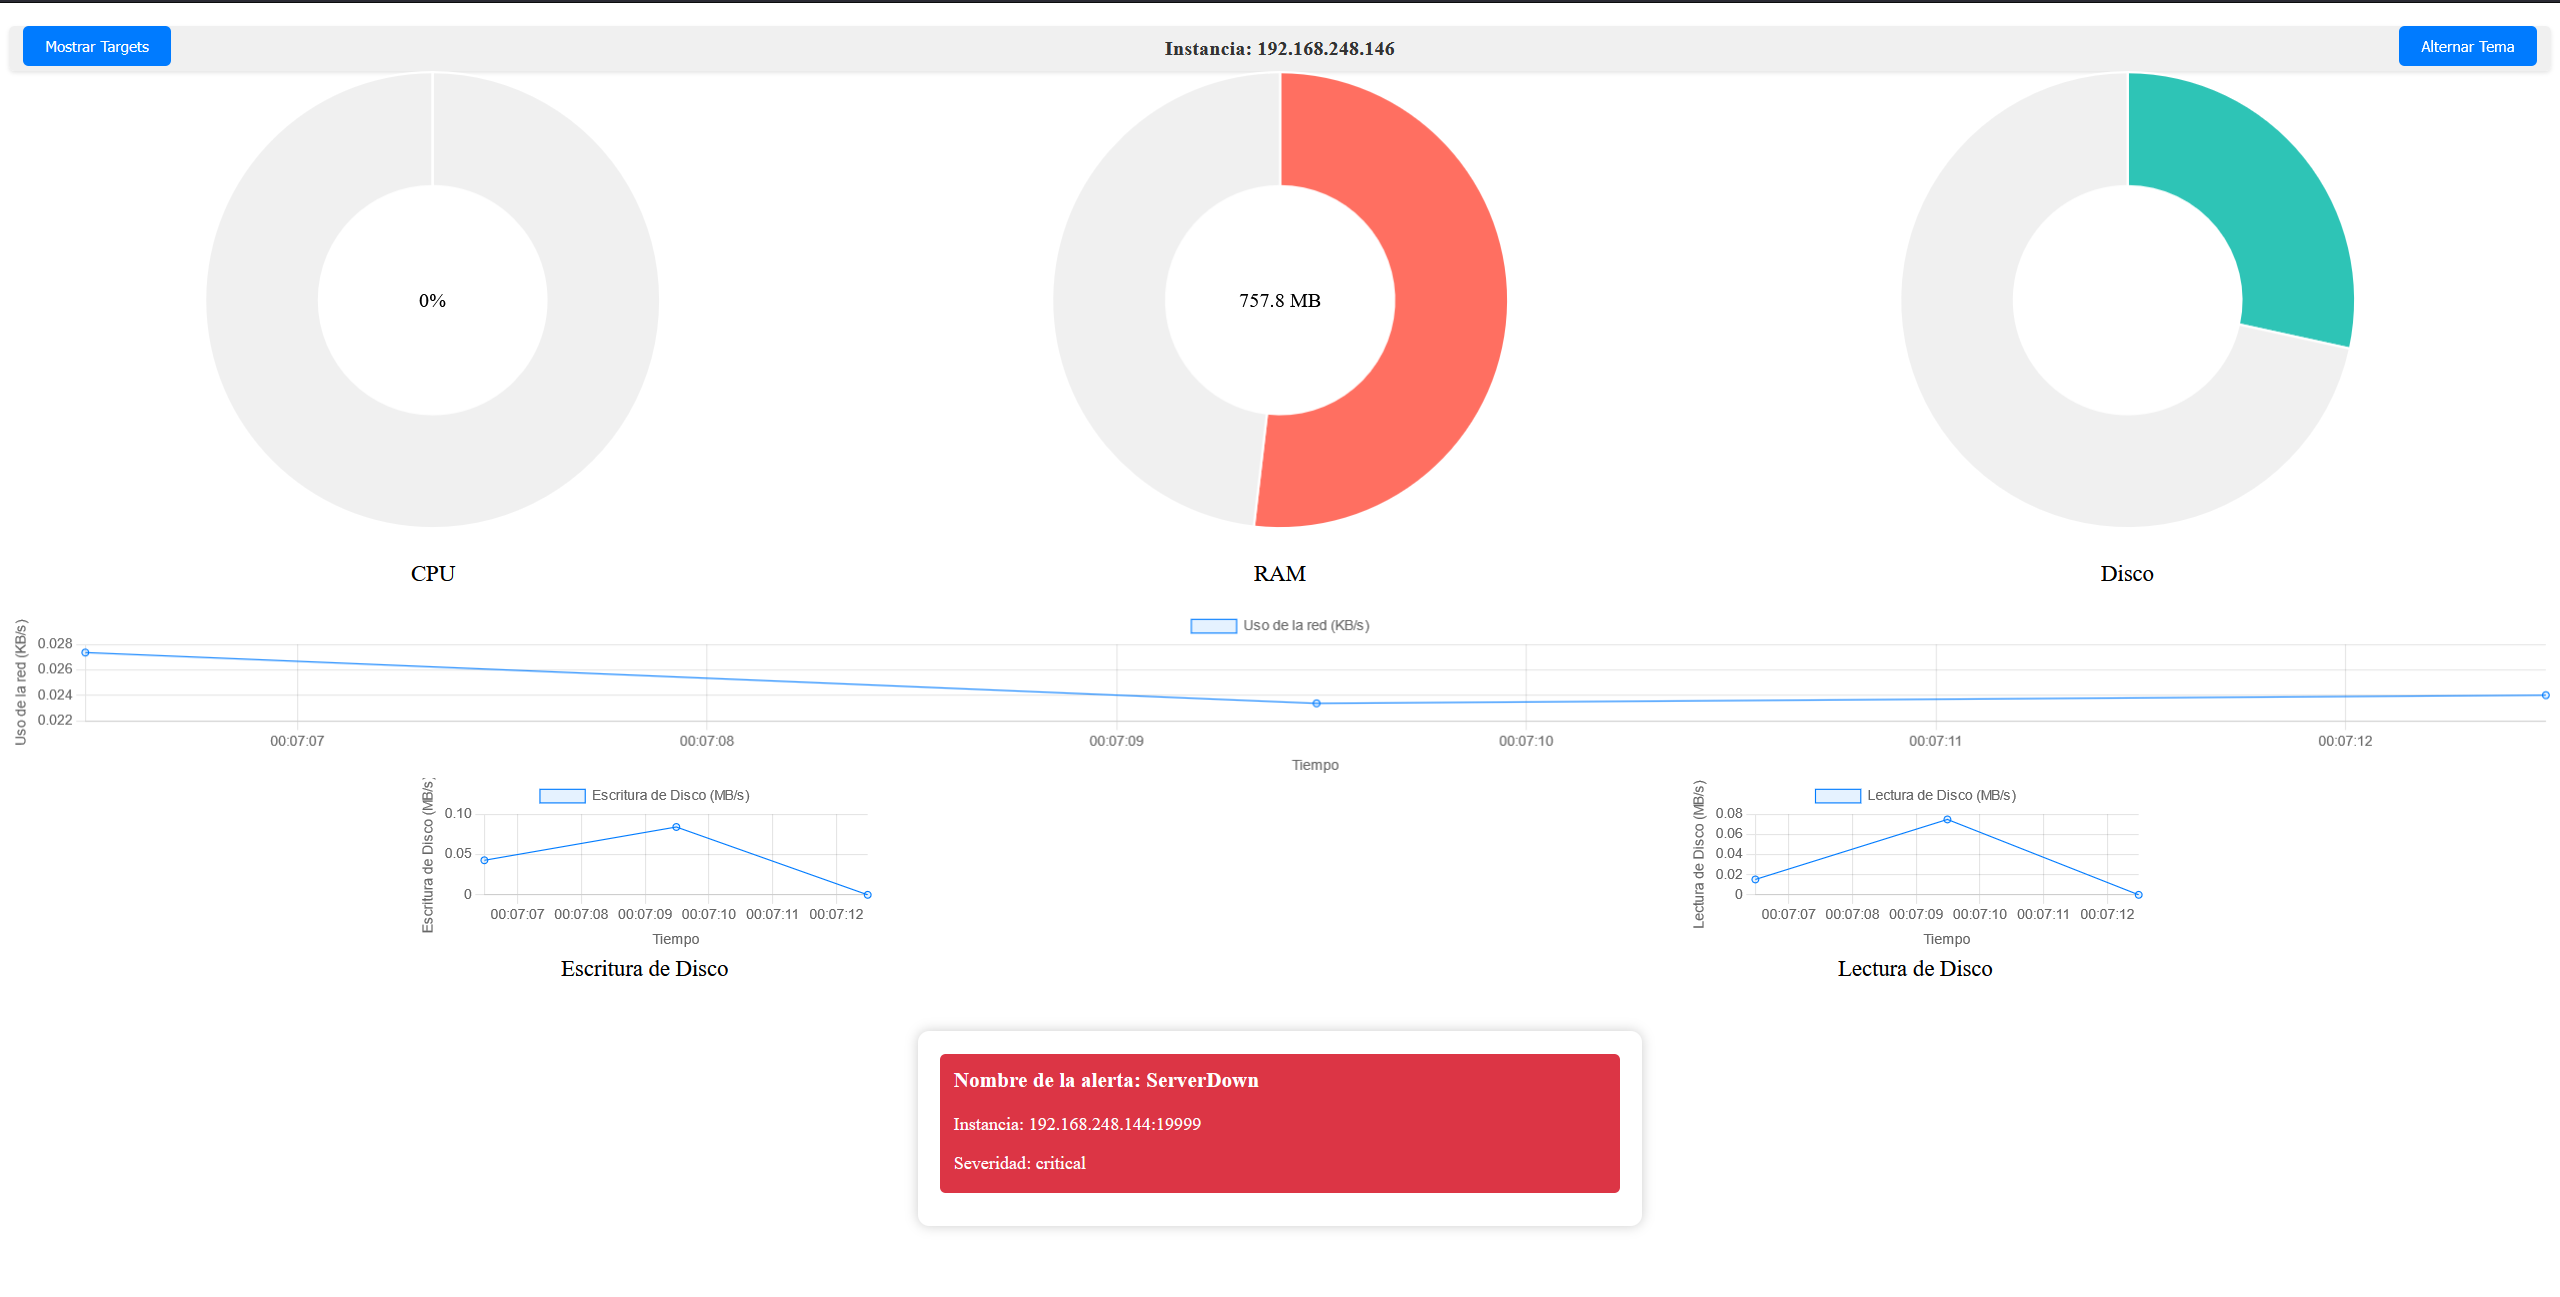 Mostrar Targets
Instancia: 192.168.248.146
Alternar Tema
0%
757.8 MB
CPU
RAM
Disco
Uso de la red (KB/s)
Uso de la red (KB/s)
0.028
0.026
0.024
0.022
00:07:07 00:07:08 00:07:09 00:07:10 00:07:11 00:07:12
Tiempo
Escritura de Disco (MB/s)
Escritura de Disco (MB/s)
0.10
0.05
0
00:07:07 00:07:08 00:07:09 00:07:10 00:07:11 00:07:12
Tiempo
Escritura de Disco
Lectura de Disco (MB/s)
Lectura de Disco (MB/s)
0.08
0.06
0.04
0.02
0
00:07:07 00:07:08 00:07:09 00:07:10 00:07:11 00:07:12
Tiempo
Lectura de Disco
Nombre de la alerta: ServerDown
Instancia: 192.168.248.144:19999
Severidad: critical